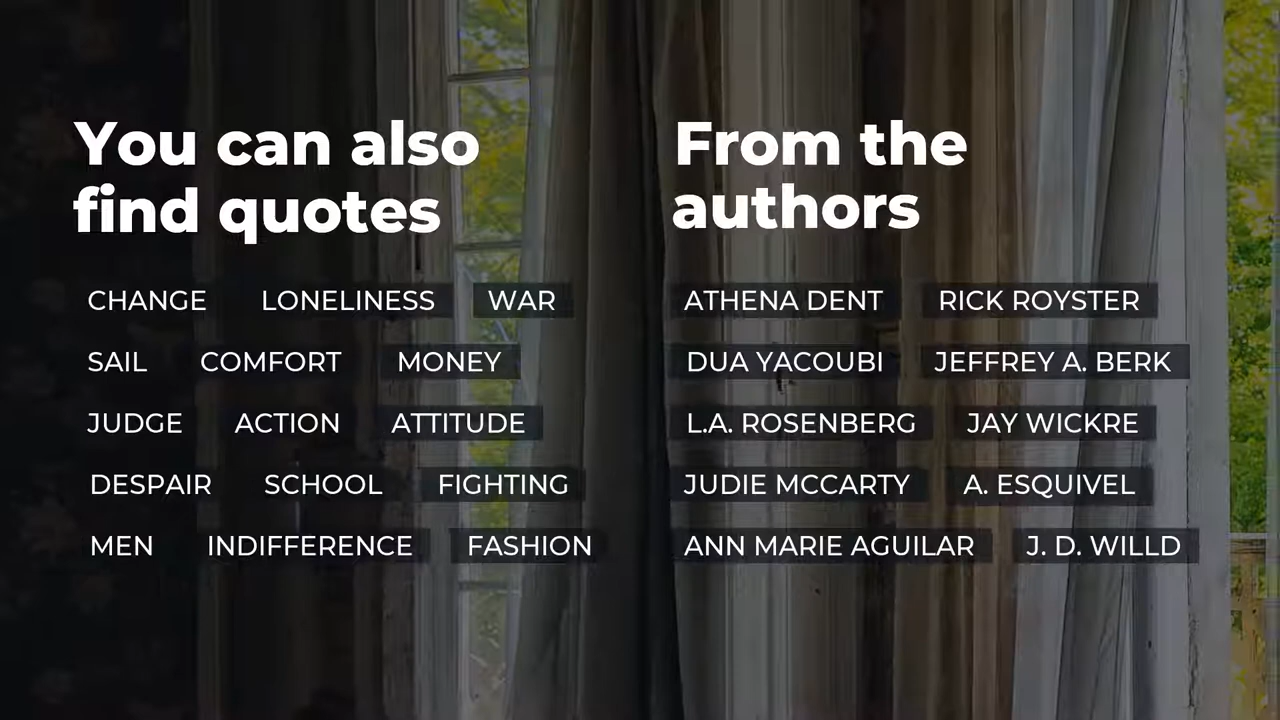 You can also
find quotes
CHANGE LONELINESS WAR
SAIL COMFORT MONEY
JUDGE ACTION ATTITUDE
DESPAIR SCHOOL FIGHTING
MEN INDIFFERENCE FASHION
From the
authors
ATHENA DENT RICK ROYSTER
DUA YACOUBI JEFFREY A. BERK
L.A. ROSENBERG JAY WICKRE
JUDIE MCCARTY A. ESQUIVEL
ANN MARIE AGUILAR J. D. WILLD